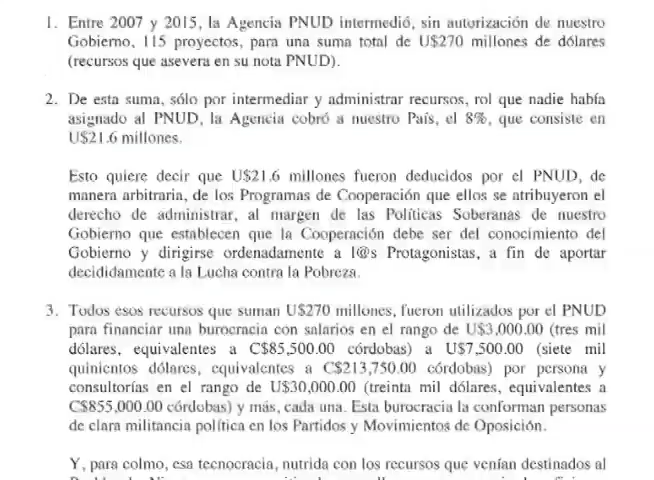 1. Entre 2007 y 2015, la Agencia PNUD intermedió, sin autorización de nuestro
Gobierno, 115 proyectos, para una suma total de U$270 millones de dólares
(recursos que asevera en su nota PNUD).
2. De esta suma, sólo por intermediar y administrar recursos, rol que nadie había
asignado al PNUD, la Agencia cobró a nuestro País, el 8%, que consiste en
U$21.6 millones.
Esto quiere decir que U$21.6 millones fueron deducidos por el PNUD, de
manera arbitraria, de los Programas de Cooperación que ellos se atribuyeron el
derecho de administrar, al margen de las Políticas Soberanas de nuestro
Gobierno que establecen que la Cooperación debe ser del conocimiento del
Gobierno y dirigirse ordenadamente a l@s Protagonistas, a fin de aportar
decididamente a la Lucha contra la Pobreza.
3. Todos esos recursos que suman U$270 millones, fueron utilizados por el PNUD
para financiar una burocracia con salarios en el rango de U$3,000.00 (tres mil
dólares, equivalentes a C$85,500.00 córdobas) a U$7,500.00 (siete mil
quinientos dólares, equivalentes a C$213,750.00 córdobas) por persona y
consultorías en el rango de U$30,000.00 (treinta mil dólares, equivalentes a
C$855,000.00 córdobas) y más, cada una. Esta burocracia la conforman personas
de clara militancia política en los Partidos y Movimientos de Oposición.
Y, para colmo, esa tecnocracia, nutrida con los recursos que venían destinados al